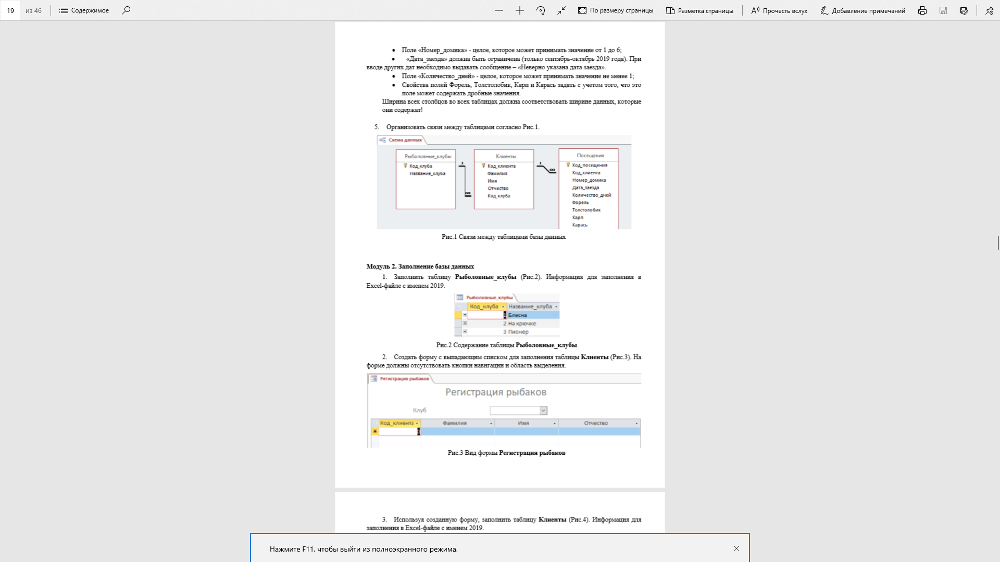 19 из 46 Содержимое По размеру страницы Разметка страницы Прочесть вслух Добавление примечаний
• Поле «Номер_домика» - целое, которое может принимать значение от 1 до 6;
• «Дата_заезда» должна быть ограничена (только сентябрь-октябрь 2019 года). При
вводе других дат необходимо выдавать сообщение – «Неверно указана дата заезда».
• Поле «Количество_дней» - целое, которое может принимать значение не менее 1;
• Свойства полей Форель, Толстолобик, Карп и Карась задать с учетом того, что это
поле может содержать дробные значения.
Ширина всех столбцов во всех таблицах должна соответствовать ширине данных, которые
они содержат!
5. Организовать связи между таблицами согласно Рис.1.
Схема данных
Рыболовные_клубы
Код_клуба
Название_клуба
1
∞
Клиенты
Код_клиента
Фамилия
Имя
Отчество
Код_клуба
1
∞
Посещения
Код_посещения
Код_клиента
Номер_домика
Дата_заезда
Количество_дней
Форель
Толстолобик
Карп
Карась
Рис.1 Связи между таблицами базы данных
Модуль 2. Заполнение базы данных
1. Заполнить таблицу Рыболовные_клубы (Рис.2). Информация для заполнения в
Excel-файле с именем 2019.
Рыболовные_клубы
Код_клуба Название_клуба
1 Блесна
2 На крючке
3 Пионер
Рис.2 Содержание таблицы Рыболовные_клубы
2. Создать форму с выпадающим списком для заполнения таблицы Клиенты (Рис.3). На
форме должны отсутствовать кнопки навигации и область выделения.
Регистрация рыбаков
Регистрация рыбаков
Клуб
Код_клиента Фамилия Имя Отчество
Рис.3 Вид формы Регистрация рыбаков
3. Используя созданную форму, заполнить таблицу Клиенты (Рис.4). Информация для
заполнения в Excel-файле с именем 2019.
Нажмите F11, чтобы выйти из полноэкранного режима.